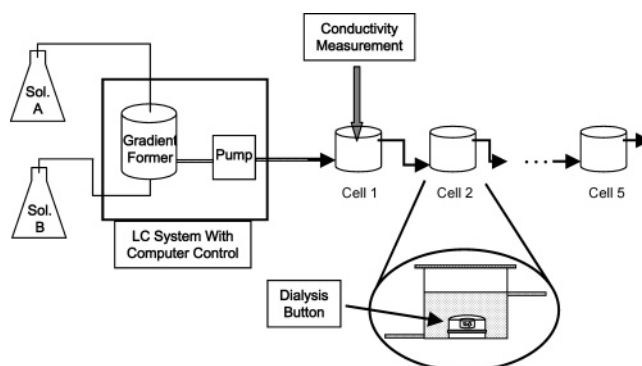 Conductivity
Measurement
Sol.
A
Gradient
Former
Pump
Cell 1
Cell 2
. . .
Cell 5
Sol.
B
LC System With
Computer Control
Dialysis
Button